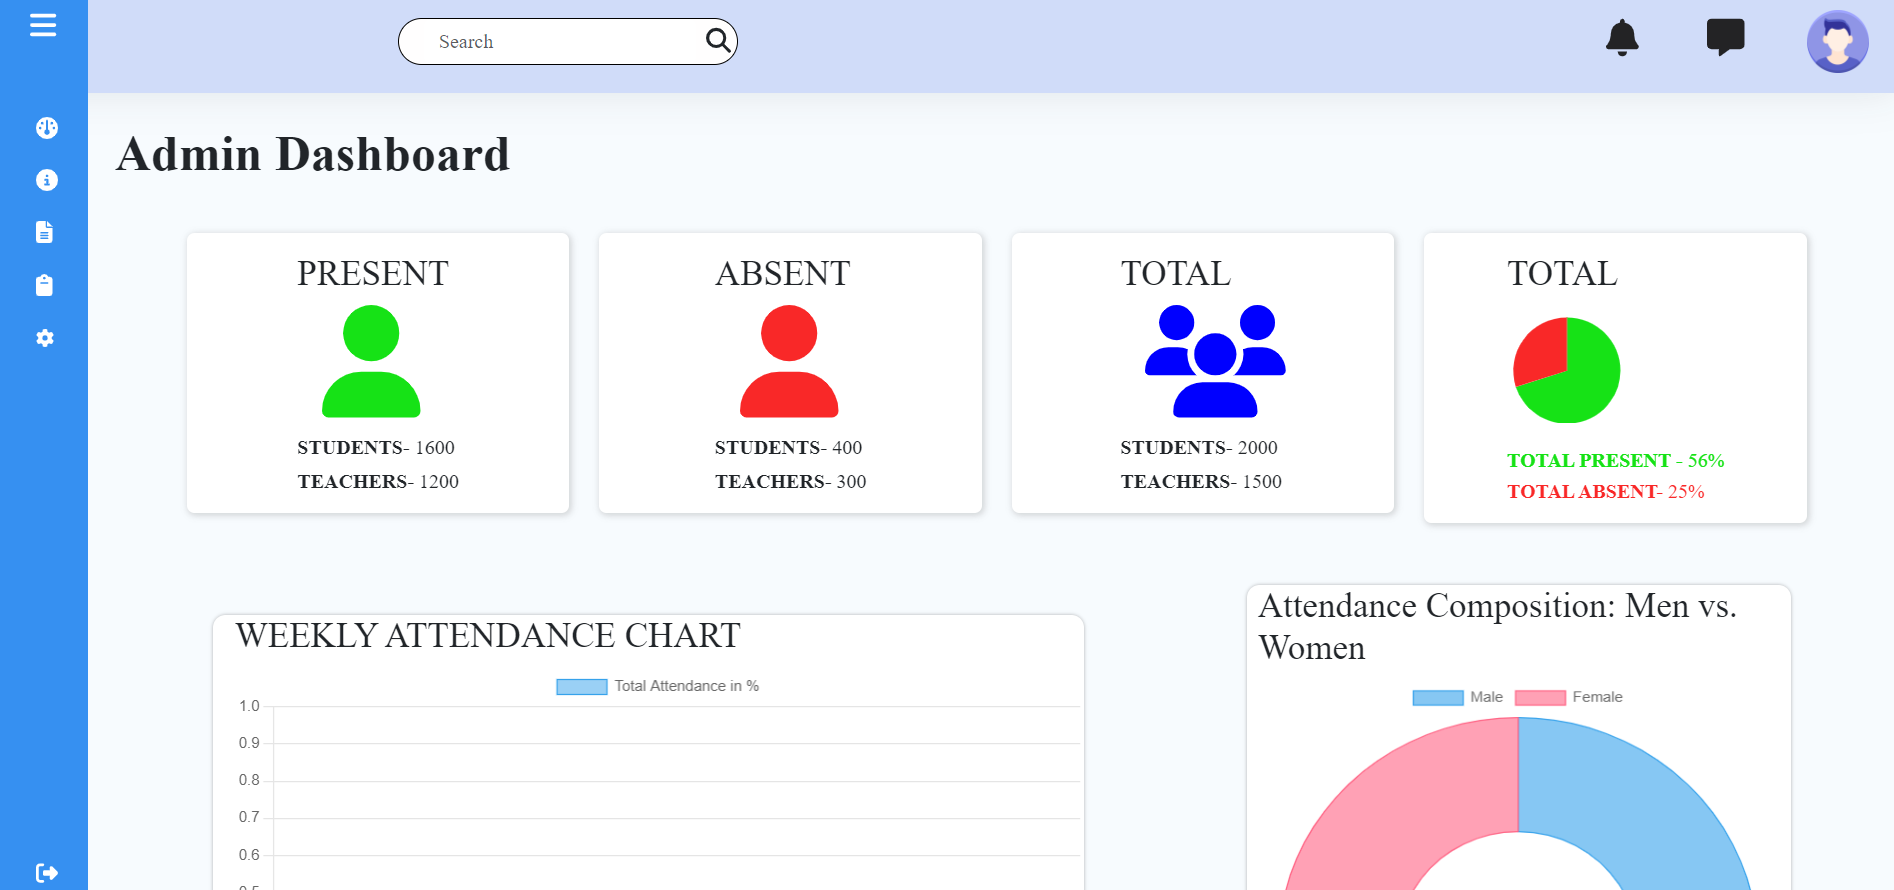 Search
Admin Dashboard
PRESENT
STUDENTS- 1600
TEACHERS- 1200
ABSENT
STUDENTS- 400
TEACHERS- 300
TOTAL
STUDENTS- 2000
TEACHERS- 1500
TOTAL
TOTAL PRESENT - 56%
TOTAL ABSENT- 25%
WEEKLY ATTENDANCE CHART
Total Attendance in %
1.0
0.9
0.8
0.7
0.6
0.5
Attendance Composition: Men vs.
Women
Male Female